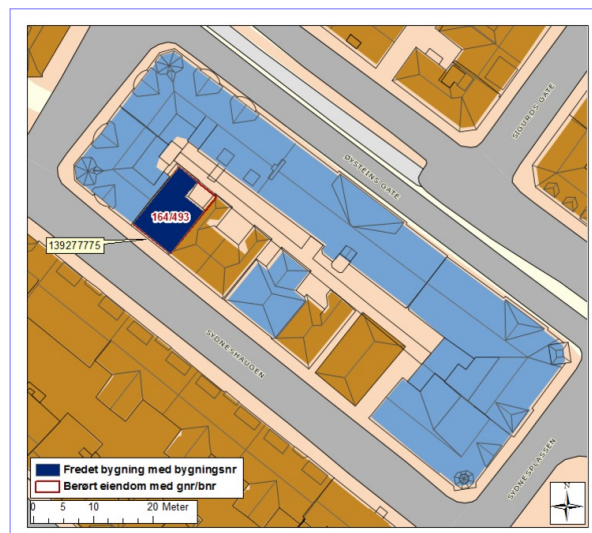 SIGURDS GATE
ØYSTEINS GATE
164/493
139277775
SYDNESHAUGEN
SYDNESPLASSEN
Fredet bygning med bygningsnr
Berørt eiendom med gnr/bnr
0 5 10 20 Meter
N